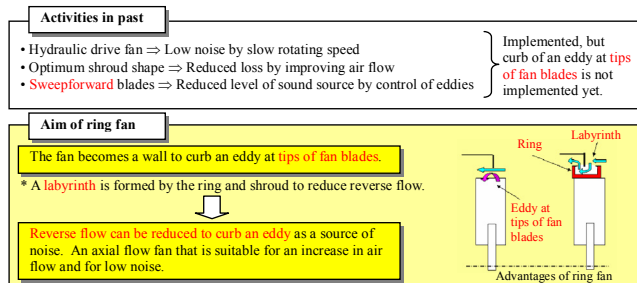 Activities in past
• Hydraulic drive fan ⇒ Low noise by slow rotating speed
• Optimum shroud shape ⇒ Reduced loss by improving air flow
• Sweepforward blades ⇒ Reduced level of sound source by control of eddies
Implemented, but
curb of an eddy at tips
of fan blades is not
implemented yet.
Aim of ring fan
The fan becomes a wall to curb an eddy at tips of fan blades.
* A labyrinth is formed by the ring and shroud to reduce reverse flow.
Reverse flow can be reduced to curb an eddy as a source of
noise. An axial flow fan that is suitable for an increase in air
flow and for low noise.
Labyrinth
Ring
Eddy at
tips of fan
blades
Advantages of ring fan